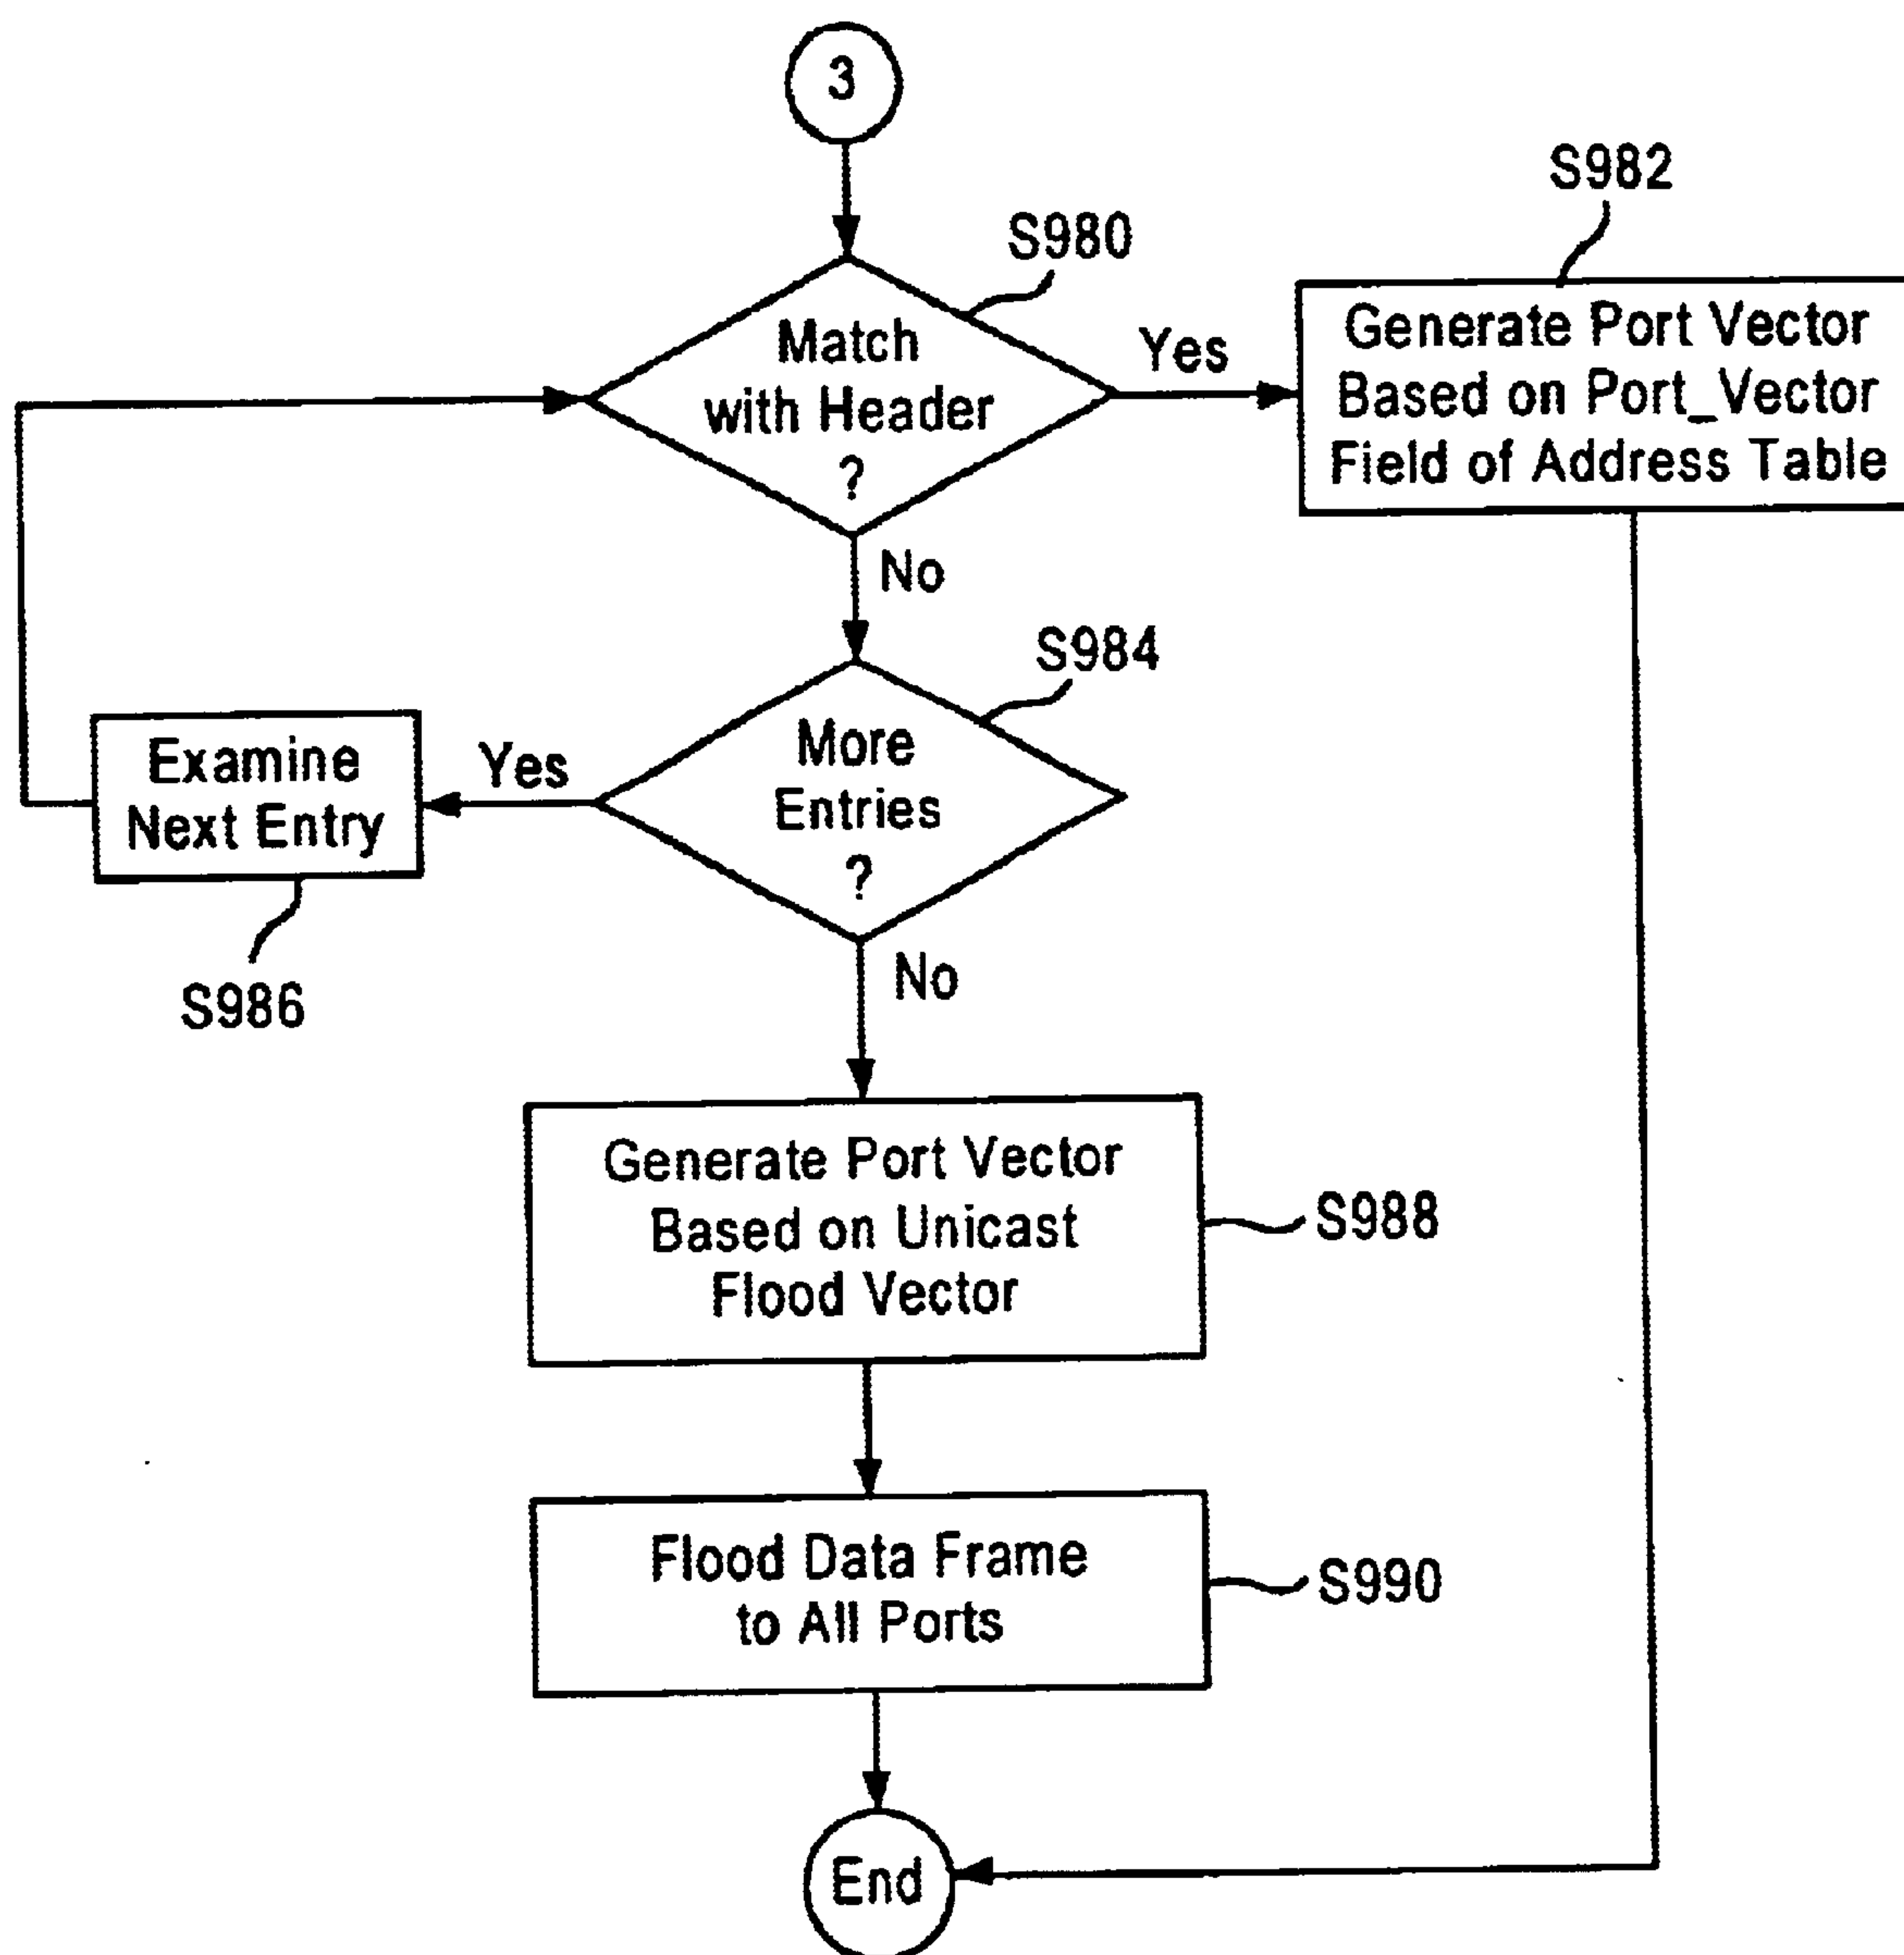 3
S980
S982
Match
with Header
?
Yes
Generate Port Vector
Based on Port_Vector
Field of Address Table
No
S984
More
Entries
?
Yes
Examine
Next Entry
S986
No
Generate Port Vector
Based on Unicast
Flood Vector
S988
Flood Data Frame
to All Ports
S990
End